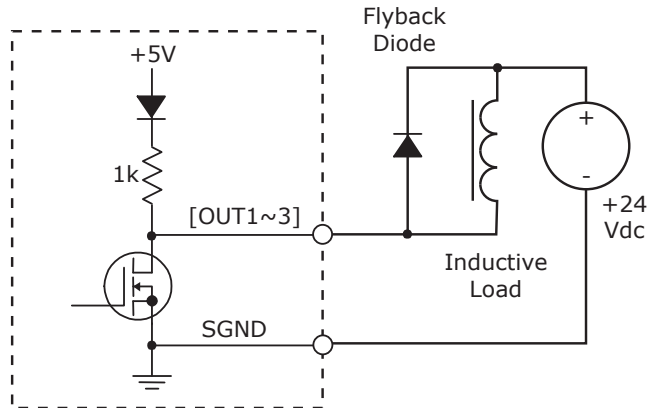 Flyback
Diode
+5V
1k
[OUT1~3]
+
-
+24
Vdc
Inductive
Load
SGND